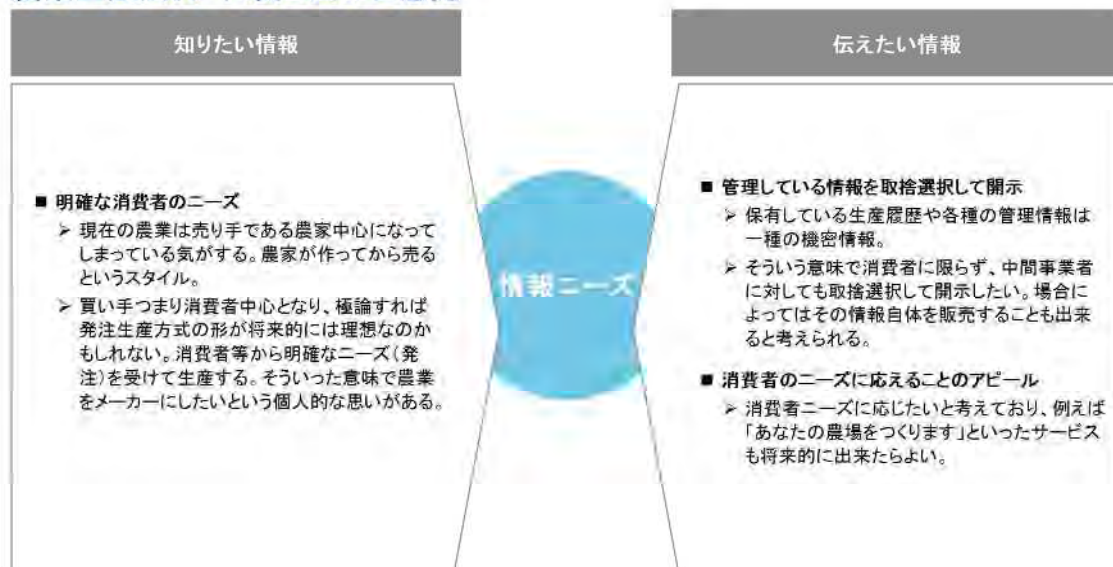 知りたい情報
■ 明確な消費者のニーズ
➢ 現在の農業は売り手である農家中心になって
しまっている気がする。農家が作ってから売る
というスタイル。
➢ 買い手つまり消費者中心となり、極論すれば
発注生産方式の形が将来的には理想なのか
もしれない。消費者等から明確なニーズ(発
注)を受けて生産する。そういった意味で農業
をメーカーにしたいという個人的な思いがある。
情報ニーズ
伝えたい情報
■ 管理している情報を取捨選択して開示
➢ 保有している生産履歴や各種の管理情報は
一種の機密情報。
➢ そういう意味で消費者に限らず、中間事業者
に対しても取捨選択して開示したい。場合に
よってはその情報自体を販売することも出来
ると考えられる。
■ 消費者のニーズに応えることのアピール
➢ 消費者ニーズに応じたいと考えており、例えば
「あなたの農場をつくります」といったサービス
も将来的に出来たらよい。